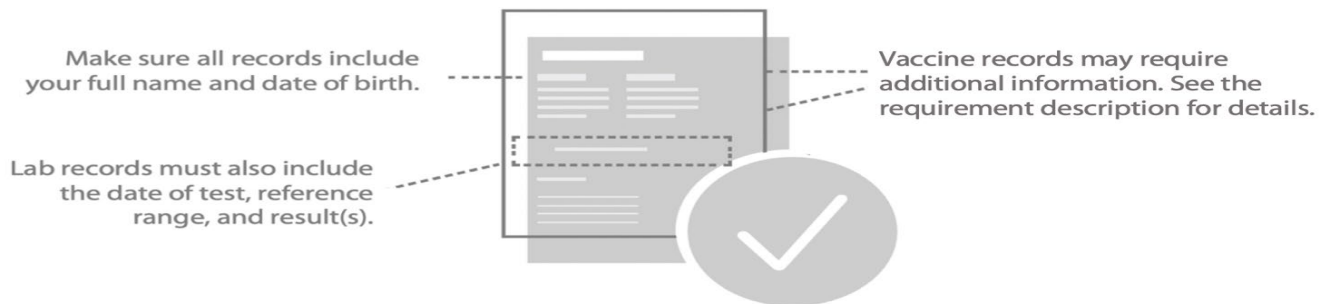 Make sure all records include
your full name and date of birth.
Lab records must also include
the date of test, reference
range, and result(s).
Vaccine records may require
additional information. See the
requirement description for details.